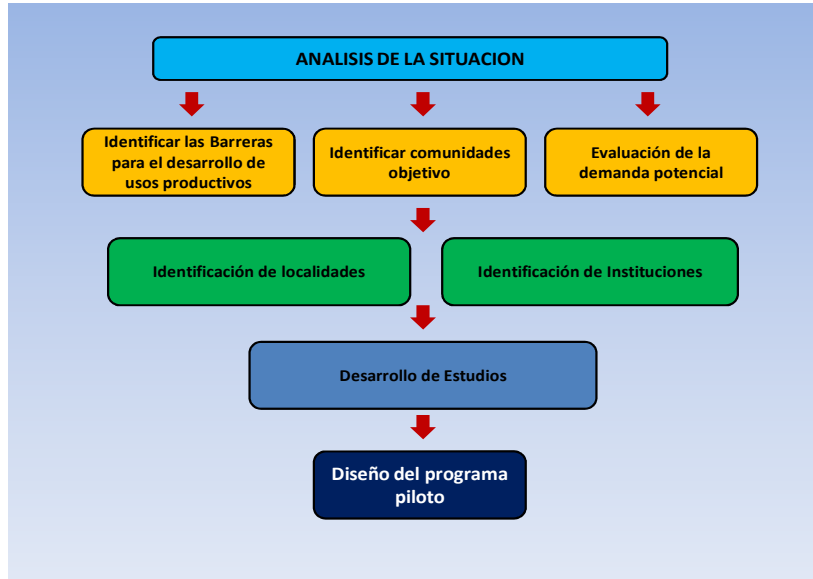 ANALISIS DE LA SITUACION
Identificar las Barreras
para el desarrollo de
usos productivos
Identificar comunidades
objetivo
Evaluación de la
demanda potencial
Identificación de localidades
Identificación de Instituciones
Desarrollo de Estudios
Diseño del programa
piloto